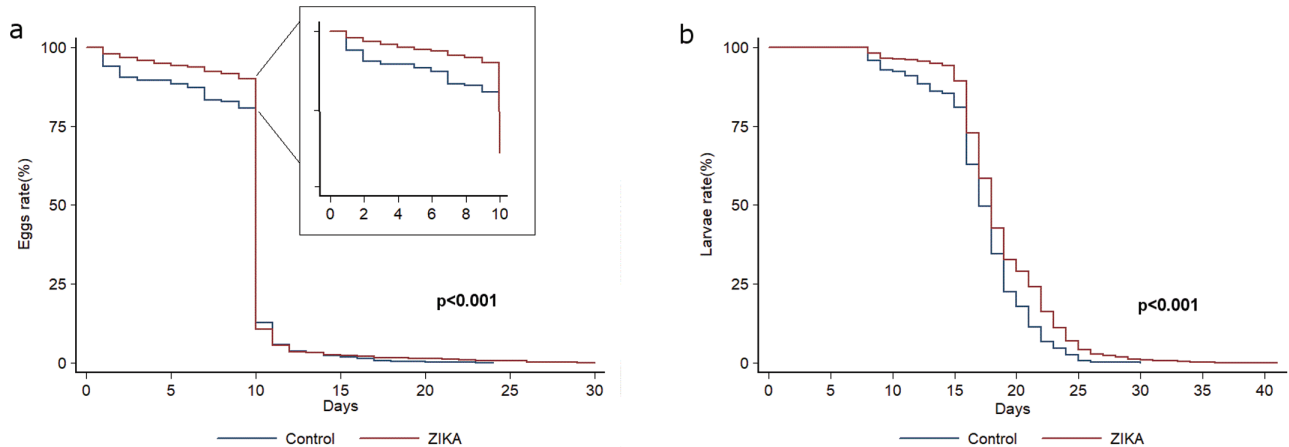 a
Eggs rate(%)
100
75
50
25
0
0 5 10 15 20 25 30
Days
0 2 4 6 8 10
p<0.001
Control ZIKA
b
Larvae rate(%)
100
75
50
25
0
0 5 10 15 20 25 30 35 40
Days
p<0.001
Control ZIKA